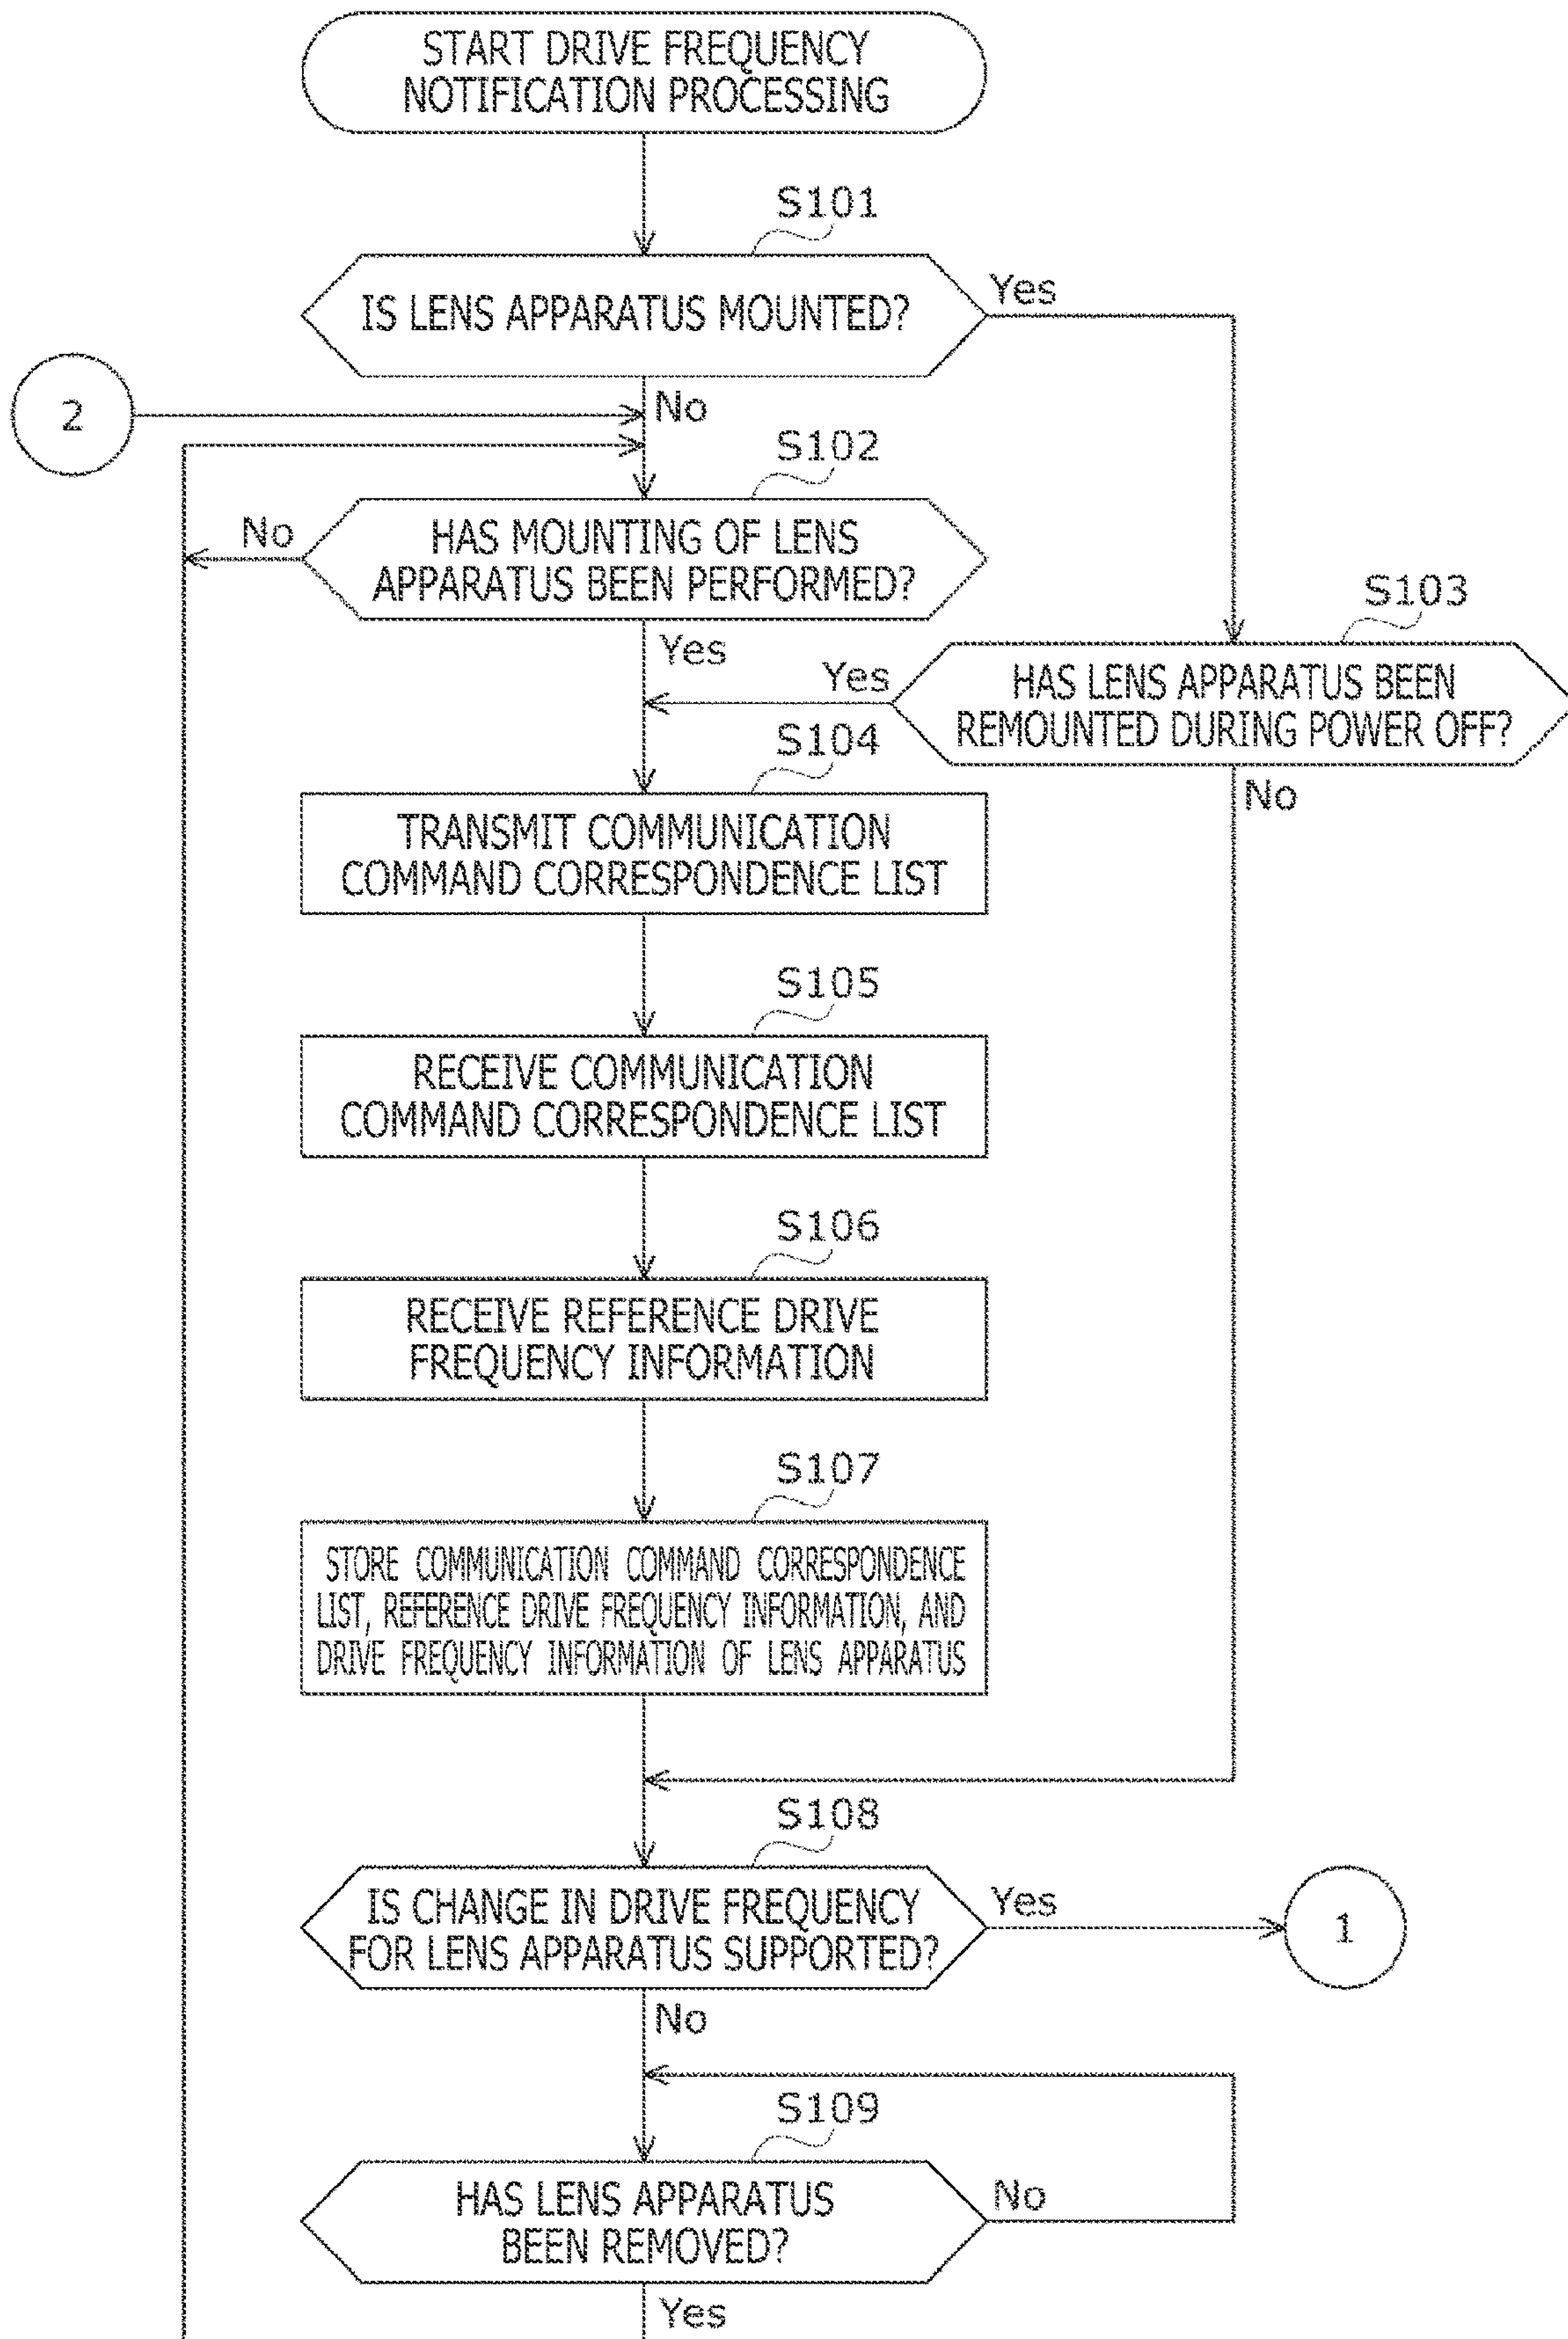 START DRIVE FREQUENCY
NOTIFICATION PROCESSING
S101
IS LENS APPARATUS MOUNTED?
Yes
No
2
S102
HAS MOUNTING OF LENS
APPARATUS BEEN PERFORMED?
No
Yes
S103
HAS LENS APPARATUS BEEN
REMOUNTED DURING POWER OFF?
Yes
No
S104
TRANSMIT COMMUNICATION
COMMAND CORRESPONDENCE LIST
S105
RECEIVE COMMUNICATION
COMMAND CORRESPONDENCE LIST
S106
RECEIVE REFERENCE DRIVE
FREQUENCY INFORMATION
S107
STORE COMMUNICATION COMMAND CORRESPONDENCE
LIST, REFERENCE DRIVE FREQUENCY INFORMATION, AND
DRIVE FREQUENCY INFORMATION OF LENS APPARATUS
S108
IS CHANGE IN DRIVE FREQUENCY
FOR LENS APPARATUS SUPPORTED?
Yes
1
No
S109
HAS LENS APPARATUS
BEEN REMOVED?
No
Yes